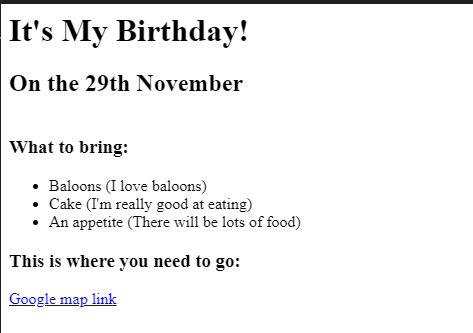 It's My Birthday!
On the 29th November
What to bring:
Baloons (I love baloons)
Cake (I'm really good at eating)
An appetite (There will be lots of food)
This is where you need to go:
Google map link